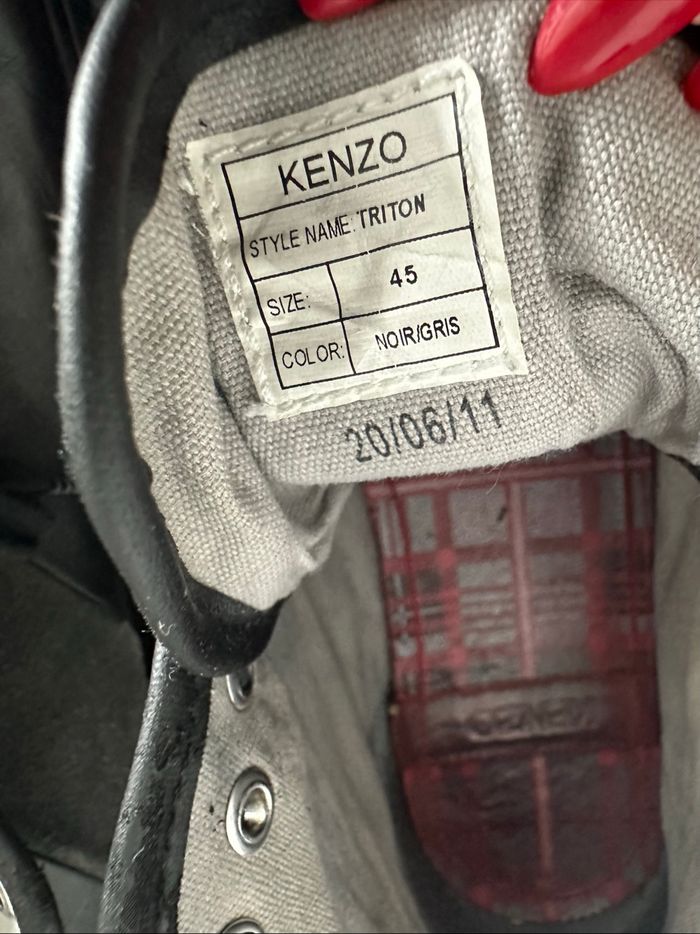 KENZO
STYLE NAME: TRITON
SIZE: 45
COLOR: NOIR/GRIS
20/06/11